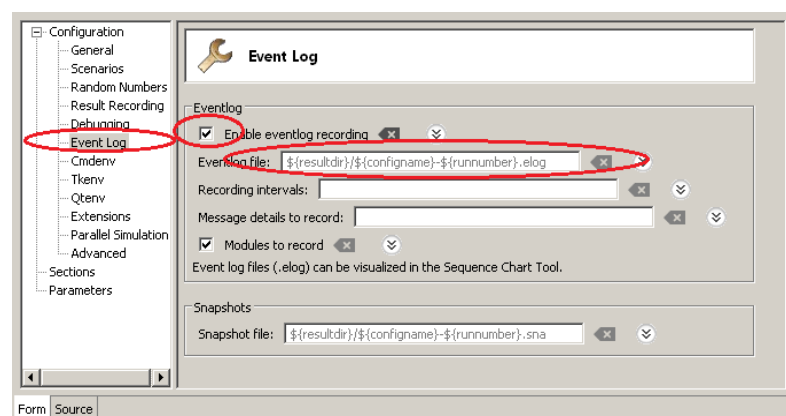 Configuration
General
Scenarios
Random Numbers
Result Recording
Debugging
Event Log
Cmdenv
Tkenv
Qtenv
Extensions
Parallel Simulation
Advanced
Sections
Parameters
Event Log
Eventlog
Enable eventlog recording
Eventlog file: ${resultdir}/${configname}-${runnumber}.elog
Recording intervals:
Message details to record:
Modules to record
Event log files (.elog) can be visualized in the Sequence Chart Tool.
Snapshots
Snapshot file: ${resultdir}/${configname}-${runnumber}.sna
Form Source